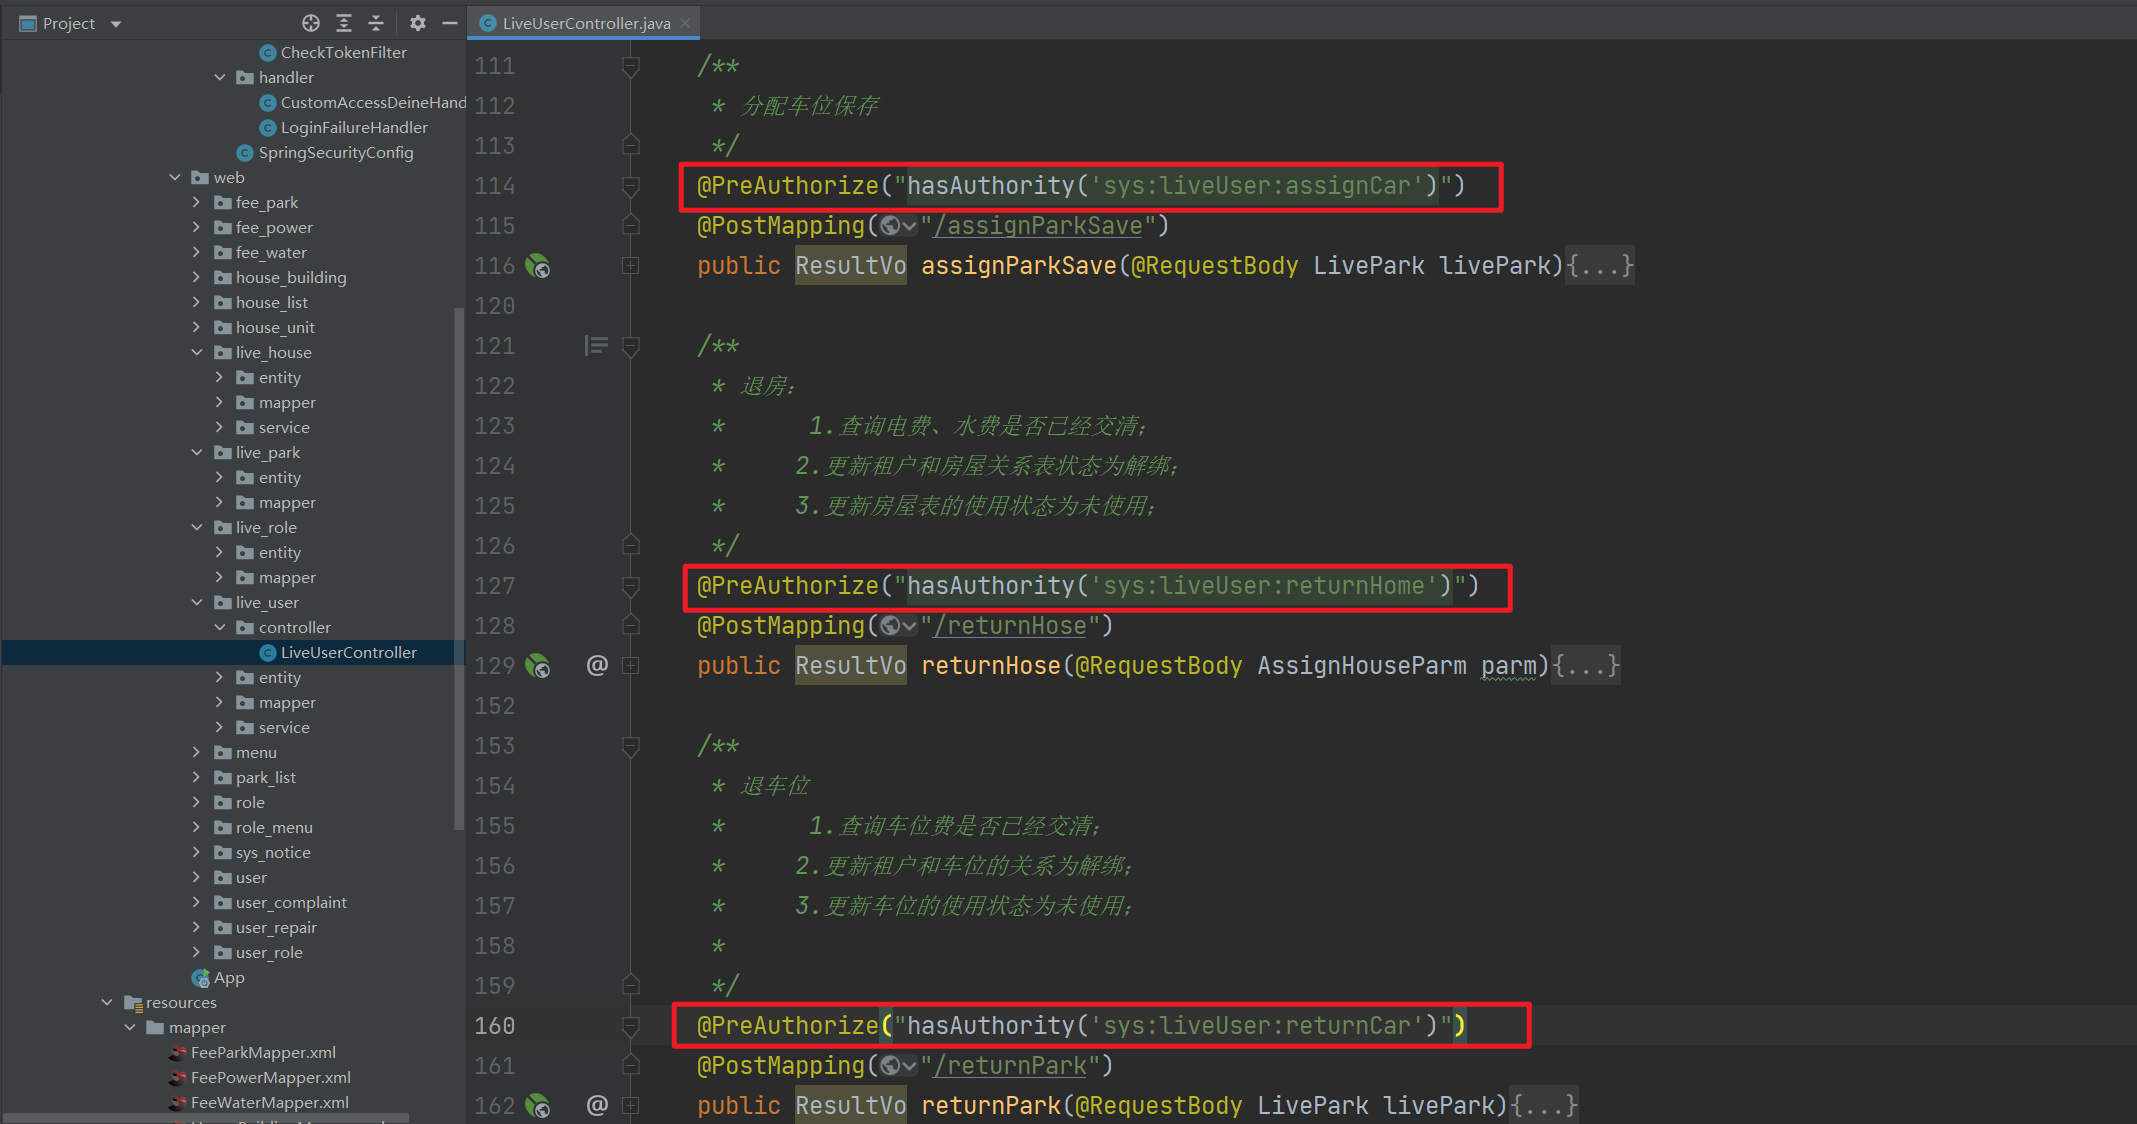 Project
CheckTokenFilter
handler
CustomAccessDeineHand
LoginFailureHandler
SpringSecurityConfig
web
fee_park
fee_power
fee_water
house_building
house_list
house_unit
live_house
entity
mapper
service
live_park
entity
mapper
live_role
entity
mapper
live_user
controller
LiveUserController
entity
mapper
service
menu
park_list
role
role_menu
sys_notice
user
user_complaint
user_repair
user_role
App
resources
mapper
FeeParkMapper.xml
FeePowerMapper.xml
FeeWaterMapper.xml
LiveUserController.java
111 /**
112 * 分配车位保存
113 */
114 @PreAuthorize("hasAuthority('sys:liveUser:assignCar')")
115 @PostMapping("/assignParkSave")
116 public ResultVo assignParkSave(@RequestBody LivePark livePark){...}
120
121 /**
122 * 退房:
123 * 1.查询电费、水费是否已经交清;
124 * 2.更新租户和房屋关系表状态为解绑;
125 * 3.更新房屋表的使用状态为未使用;
126 */
127 @PreAuthorize("hasAuthority('sys:liveUser:returnHome')")
128 @PostMapping("/returnHose")
129 @ public ResultVo returnHose(@RequestBody AssignHouseParm parm){...}
152
153 /**
154 * 退车位
155 * 1.查询车位费是否已经交清;
156 * 2.更新租户和车位的关系为解绑;
157 * 3.更新车位的使用状态为未使用;
158 *
159 */
160 @PreAuthorize("hasAuthority('sys:liveUser:returnCar')")
161 @PostMapping("/returnPark")
162 @ public ResultVo returnPark(@RequestBody LivePark livePark){...}